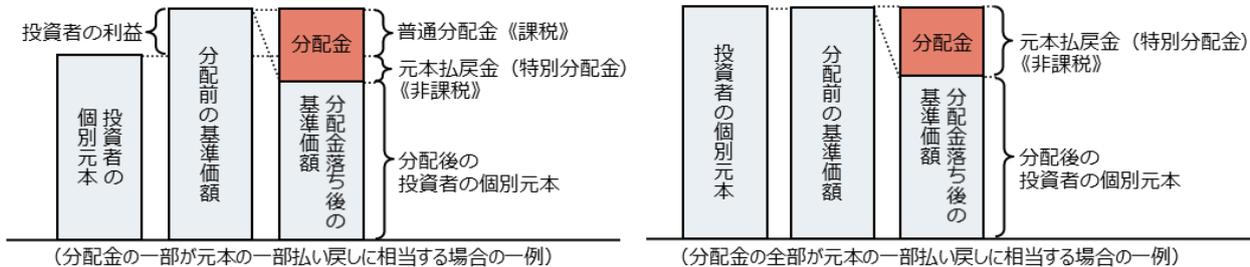 投資者の利益
投資者の
個別元本
分配前の基準価額
分配金
分配金落ち後の
基準価額
普通分配金《課税》
元本払戻金（特別分配金）
《非課税》
分配後の
投資者の個別元本
（分配金の一部が元本の一部払い戻しに相当する場合の一例）
投資者の個別元本
分配前の基準価額
分配金
分配金落ち後の
基準価額
元本払戻金（特別分配金）
《非課税》
分配後の
投資者の個別元本
（分配金の全部が元本の一部払い戻しに相当する場合の一例）